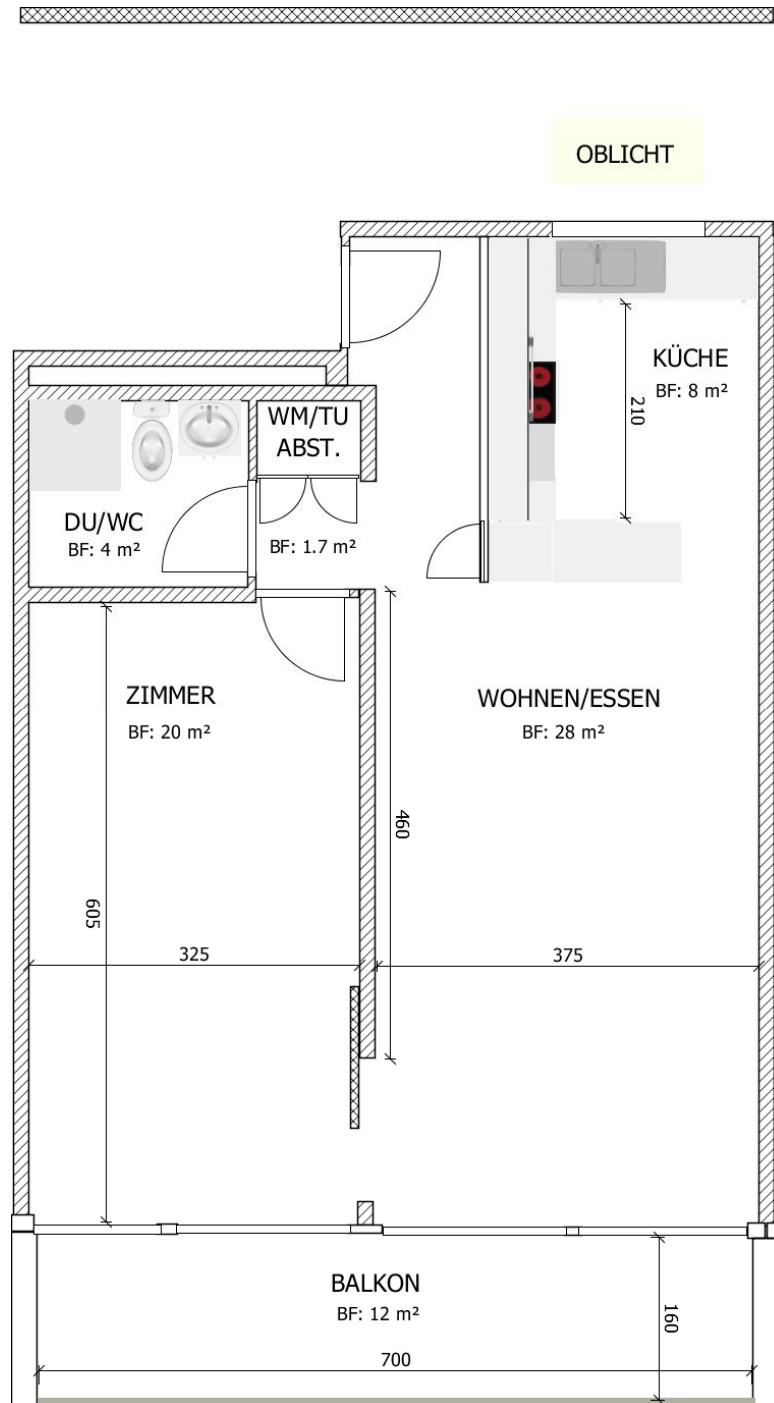 OBLICHT
KÜCHE
BF: 8 m²
210
WM/TU
ABST.
DU/WC
BF: 4 m²
BF: 1.7 m²
ZIMMER
BF: 20 m²
WOHNEN/ESSEN
BF: 28 m²
460
605
325
375
BALKON
BF: 12 m²
160
700